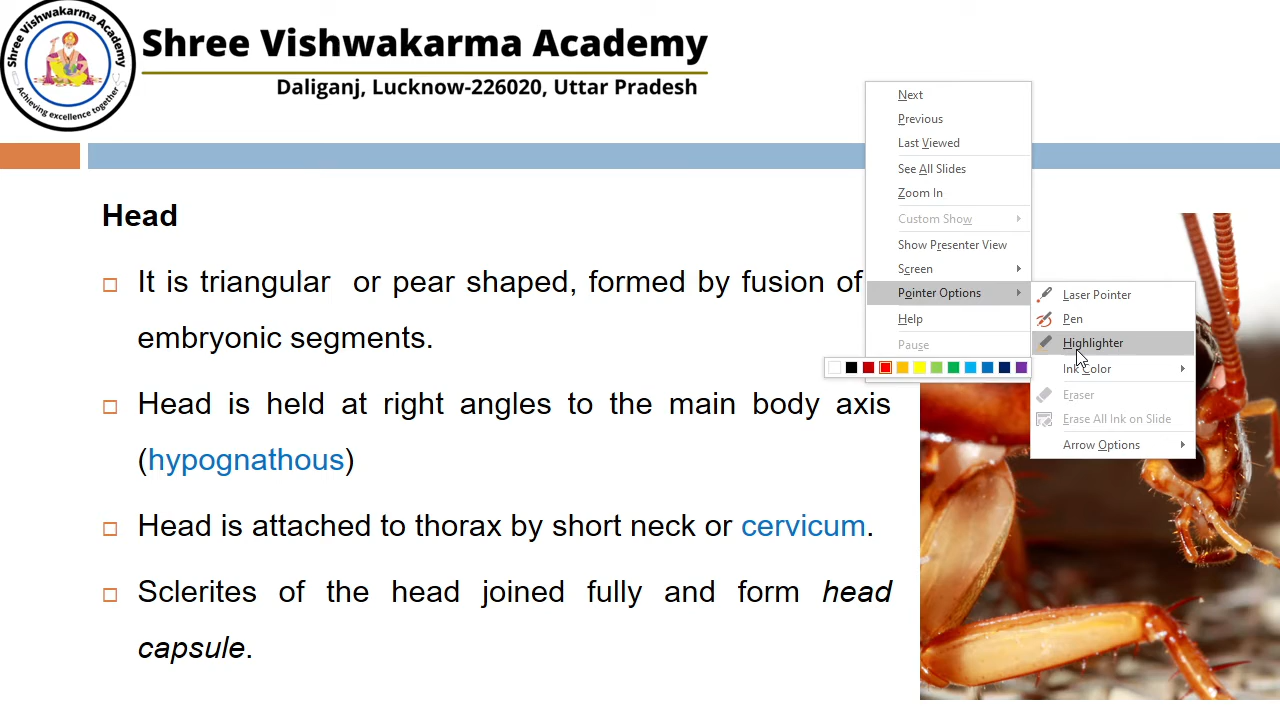 Shree Vishwakarma Academy
Achieving excellence together
Shree Vishwakarma Academy
Daliganj, Lucknow-226020, Uttar Pradesh
Head
It is triangular or pear shaped, formed by fusion of
embryonic segments.
Head is held at right angles to the main body axis
(hypognathous)
Head is attached to thorax by short neck or cervicum.
Sclerites of the head joined fully and form head
capsule.
Next
Previous
Last Viewed
See All Slides
Zoom In
Custom Show
Show Presenter View
Screen
Pointer Options
Help
Pause
Laser Pointer
Pen
Highlighter
Ink Color
Eraser
Erase All Ink on Slide
Arrow Options